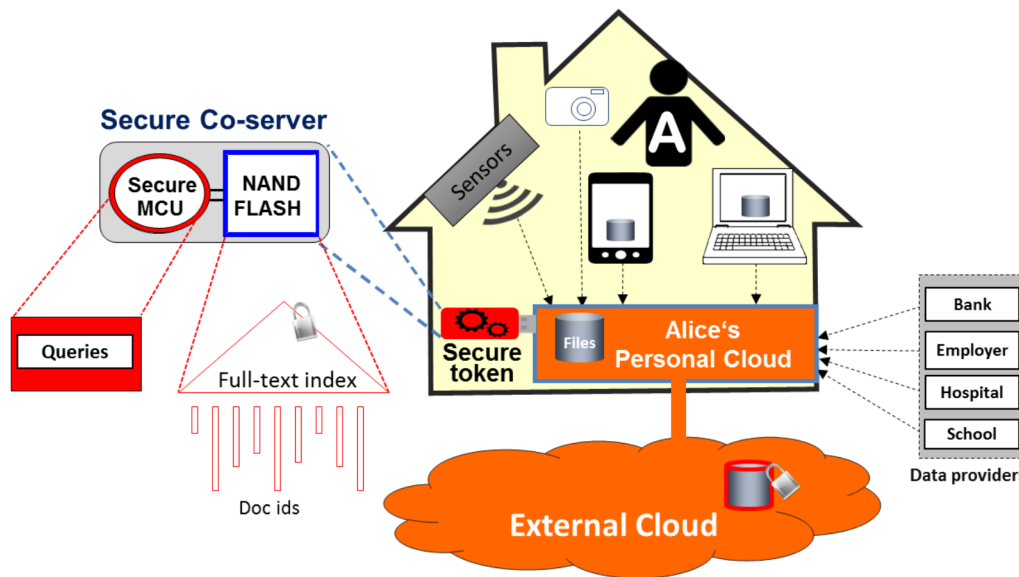 Secure Co-server
Secure
MCU
NAND
FLASH
Queries
Full-text index
Doc ids
Sensors
A
Secure
token
Files
Alice‘s
Personal Cloud
External Cloud
Bank
Employer
Hospital
School
Data providers